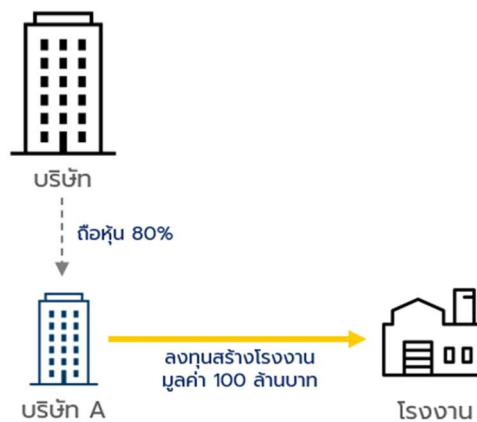 บริษัท
ถือหุ้น 80%
ลงทุนสร้างโรงงาน
มูลค่า 100 ล้านบาท
บริษัท A
โรงงาน